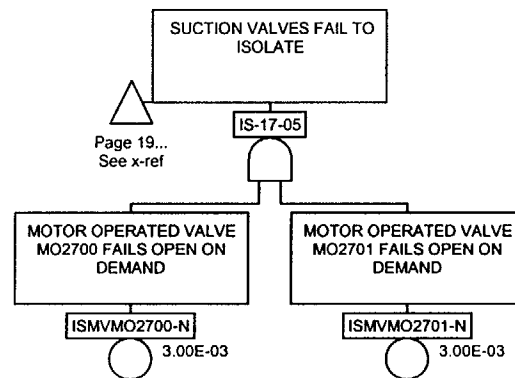 SUCTION VALVES FAIL TO
ISOLATE
Page 19...
See x-ref
IS-17-05
MOTOR OPERATED VALVE
MO2700 FAILS OPEN ON
DEMAND
MOTOR OPERATED VALVE
MO2701 FAILS OPEN ON
DEMAND
ISMVMO2700-N
3.00E-03
ISMVMO2701-N
3.00E-03